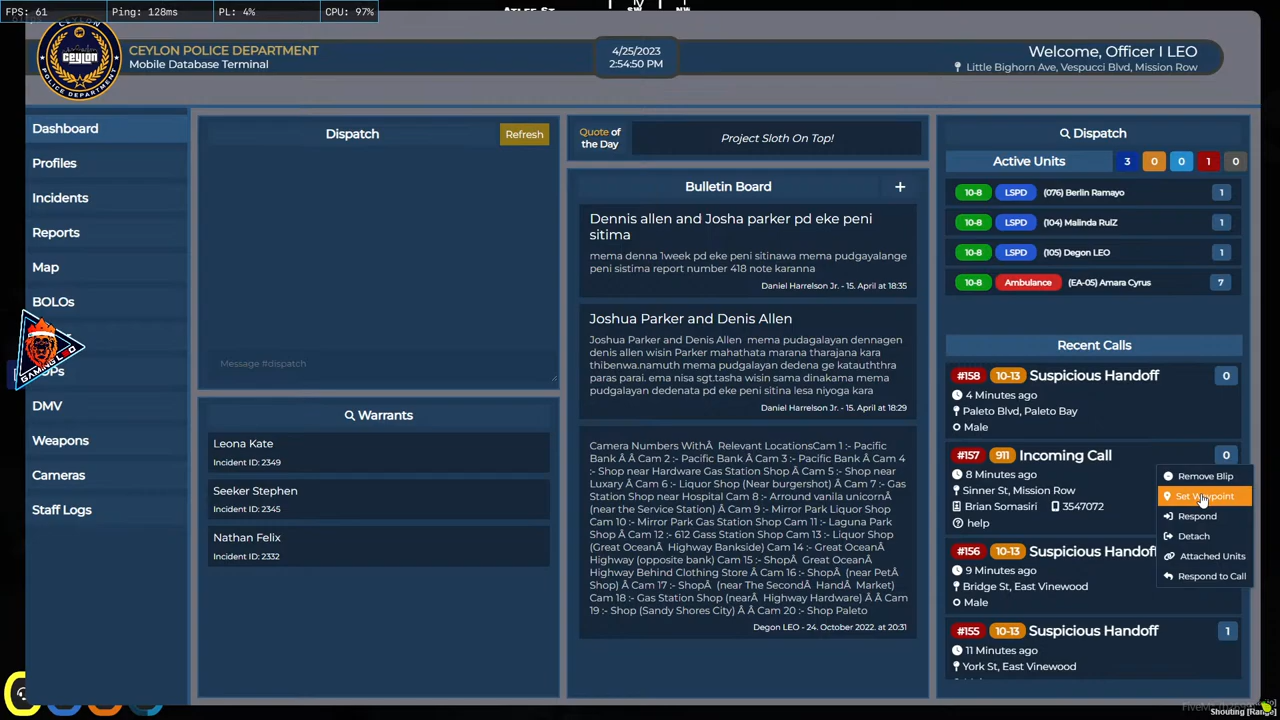 FPS: 61
Ping: 128ms
PL: 4%
CPU: 97%
SW
NW
CEYLON
POLICE DEPARTMENT
CEYLON POLICE DEPARTMENT
Mobile Database Terminal
4/25/2023
2:54:50 PM
Welcome, Officer I LEO
Little Bighorn Ave, Vespucci Blvd, Mission Row
Dashboard
Profiles
Incidents
Reports
Map
BOLOs
DMV
Weapons
Cameras
Staff Logs
GAMING LEO
Dispatch
Refresh
Message #dispatch
Warrants
Leona Kate
Incident ID: 2349
Seeker Stephen
Incident ID: 2345
Nathan Felix
Incident ID: 2332
Quote of
the Day
Project Sloth On Top!
Bulletin Board +
Dennis allen and Josha parker pd eke peni
sitima
mema denna 1week pd eke peni sitinawa mema pudgayalange
peni sistima report number 418 note karanna
Daniel Harrelson Jr. - 15. April at 18:35
Joshua Parker and Denis Allen
Joshua Parker and Denis Allen mema pudagalayan dennagen
denis allen wisin Parker mahathata marana tharajana kara
thibenwa.namuth mema pudgalayan dedena ge katauththra
paras parai. ema nisa sgt.tasha wisin sama dinakama mema
pudgalayan dedenata pd eke peni sitina lesa niyoga kara
Daniel Harrelson Jr. - 15. April at 18:29
Camera Numbers WithÂ  Relevant LocationsCam 1 :- Pacific
Bank Â Â Cam 2 :- Pacific Bank Â Â Cam 3 :- Pacific Bank Â Cam 4
:- Shop near Hardware Gas Station Shop Â Cam 5 :- Shop near
Luxary Â Cam 6 :- Liquor Shop (Near burgershot) Â Cam 7 :- Gas
Station Shop near Hospital Cam 8 :- Arround vanila unicornÂ
(near the Service Station) Â Cam 9 :- Mirror Park Liquor Shop
Cam 10 :- Mirror Park Gas Station Shop Cam 11 :- Laguna Park
Shop Â Cam 12 :- 612 Gass Station Shop Cam 13 :- Liquor Shop
(Great OceanÂ  Highway Bankside) Cam 14 :- Great OceanÂ
Highway (opposite bank) Cam 15 :- ShopÂ  Great OceanÂ
Highway Behind Clothing Store Â Cam 16 :- ShopÂ  (near PetÂ
Shop) Â Cam 17 :- ShopÂ  (near The SecondÂ  HandÂ  Market)
Cam 18 :- Gas Station Shop (nearÂ  Highway Hardware) Â Â Cam
19 :- Shop (Sandy Shores City) Â Â Cam 20 :- Shop Paleto
Degon LEO - 24. October 2022. at 20:31
Dispatch
Active Units 3 0 0 1 0
10-8 LSPD (076) Berlin Ramayo 1
10-8 LSPD (104) Malinda RulZ 1
10-8 LSPD (105) Degon LEO 1
10-8 Ambulance (EA-05) Amara Cyrus 7
Recent Calls
#158 10-13 Suspicious Handoff 0
4 Minutes ago
Paleto Blvd, Paleto Bay
Male
#157 911 Incoming Call 0
8 Minutes ago
Sinner St, Mission Row
Brian Somasiri 3547072
help
Remove Blip
Set Waypoint
Respond
Detach
Attached Units
Respond to Call
#156 10-13 Suspicious Handoff
9 Minutes ago
Bridge St, East Vinewood
Male
#155 10-13 Suspicious Handoff 1
11 Minutes ago
York St, East Vinewood
Shouting [Range]